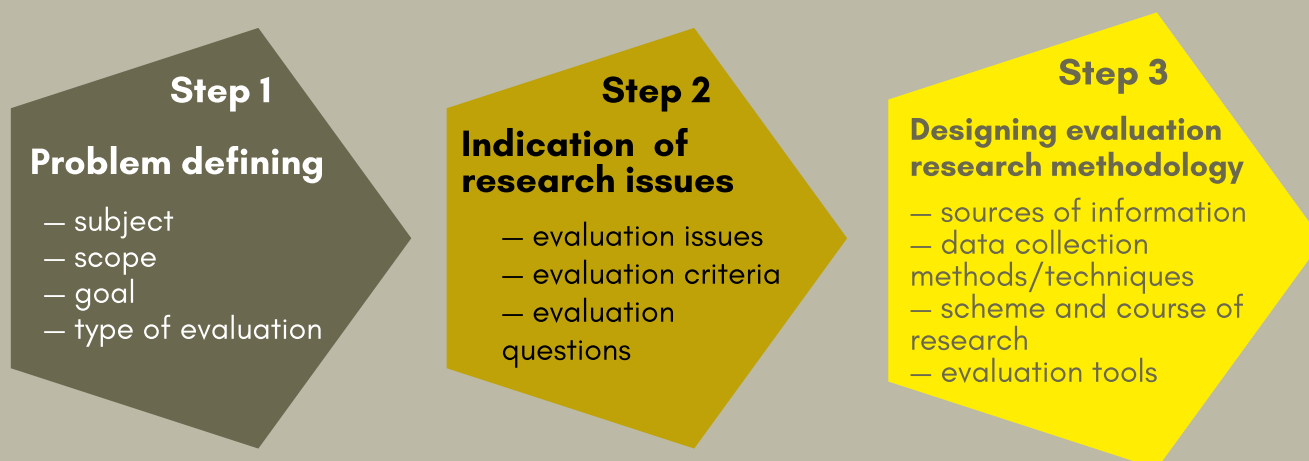 Step 1
Problem defining
– subject
– scope
– goal
– type of evaluation
Step 2
Indication of
research issues
– evaluation issues
– evaluation criteria
– evaluation
questions
Step 3
Designing evaluation
research methodology
– sources of information
– data collection
methods/techniques
– scheme and course of
research
– evaluation tools